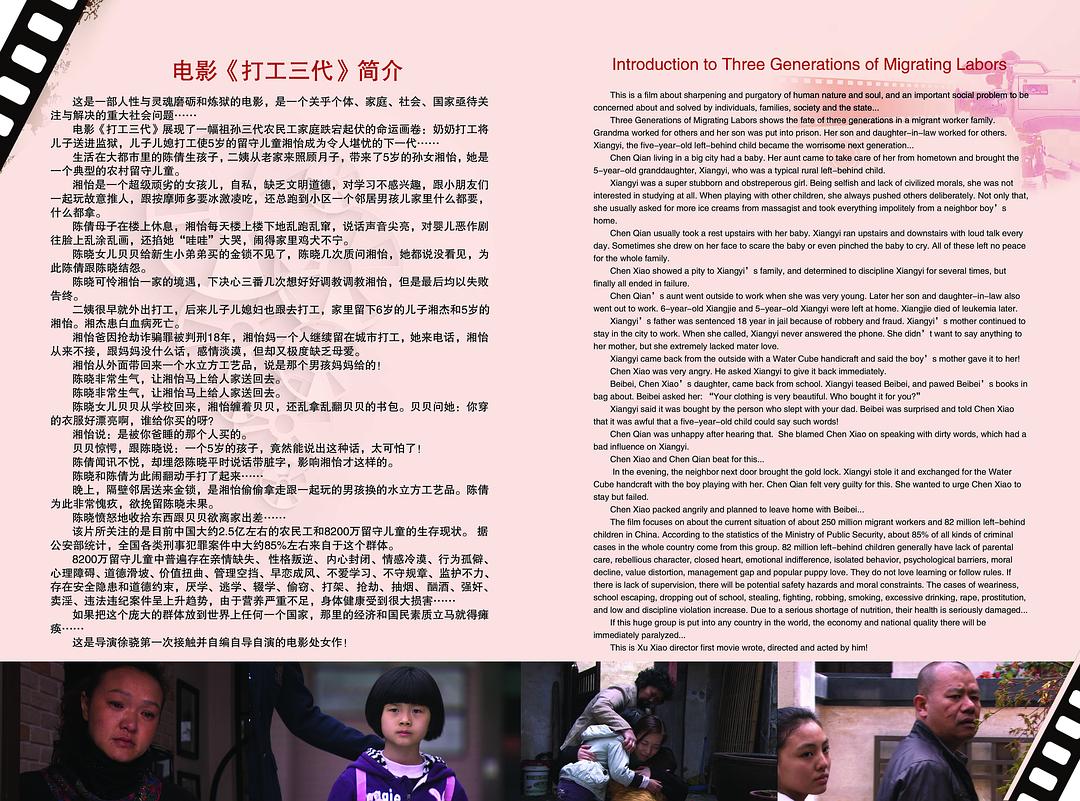 电影《打工三代》简介
这是一部人性与灵魂磨砺和炼狱的电影，是一个关乎个体、家庭、社会、国家亟待关
注与解决的重大社会问题……
电影《打工三代》展现了一幅祖孙三代农民工家庭跌宕起伏的命运画卷：奶奶打工将
儿子送进监狱，儿子儿媳打工使5岁的留守儿童湘怡成为令人堪忧的下一代……
生活在大都市里的陈倩生孩子，二姨从老家来照顾月子，带来了5岁的孙女湘怡，她是
一个典型的农村留守儿童。
湘怡是一个超级顽劣的女孩儿，自私，缺乏文明道德，对学习不感兴趣，跟小朋友们
一起玩故意推人，跟按摩师多要冰激凌吃，还总跑到小区一个邻居男孩儿家里什么都要，
什么都拿。
陈倩母子在楼上休息，湘怡每天楼上楼下地乱跑乱窜，说话声音尖亮，对婴儿恶作剧
往脸上乱涂乱画，还掐她“哇哇”大哭，闹得家里鸡犬不宁。
陈晓女儿贝贝给新生小弟弟买的金锁不见了，陈晓几次质问湘怡，她都说没看见，为
此陈倩跟陈晓结怨。
陈晓可怜湘怡一家的境遇，下决心三番几次想好好调教调教湘怡，但是最后均以失败
告终。
二姨很早就外出打工，后来儿子儿媳妇也跟去打工，家里留下6岁的儿子湘杰和5岁的
湘怡。湘杰患白血病死亡。
湘怡爸因抢劫诈骗罪被判刑18年，湘怡妈一个人继续留在城市打工，她来电话，湘怡
从来不接，跟妈妈没什么话，感情淡漠，但却又极度缺乏母爱。
湘怡从外面带回来一个水立方工艺品，说是那个男孩妈妈给的！
陈晓非常生气，让湘怡马上给人家送回去。
陈晓非常生气，让湘怡马上给人家送回去。
陈晓女儿贝贝从学校回来，湘怡缠着贝贝，还乱拿乱翻贝贝的书包。贝贝问她：你穿
的衣服好漂亮啊，谁给你买的呀？
湘怡说：是被你爸睡的那个人买的。
贝贝惊愕，跟陈晓说：一个5岁的孩子，竟然能说出这种话，太可怕了！
陈倩闻讯不悦，却埋怨陈晓平时说话带脏字，影响湘怡才这样的。
陈晓和陈倩为此闹翻动手打了起来……
晚上，隔壁邻居送来金锁，是湘怡偷偷拿走跟一起玩的男孩换的水立方工艺品。陈倩
为此非常愧疚，欲挽留陈晓未果。
陈晓愤怒地收拾东西跟贝贝欲离家出差……
该片所关注的是目前中国大约2.5亿左右的农民工和8200万留守儿童的生存现状。 据
公安部统计，全国各类刑事犯罪案件中大约85%左右来自于这个群体。
8200万留守儿童中普遍存在亲情缺失、 性格叛逆、内心封闭、情感冷漠、行为孤僻、
心理障碍、道德滑坡、价值扭曲、管理空挡、早恋成风、不爱学习、不守规章、监护不力、
存在安全隐患和道德约束，厌学、逃学、辍学、偷窃、打架、抢劫、抽烟、酗酒、强奸、
卖淫、违法违纪案件呈上升趋势，由于营养严重不足，身体健康受到很大损害……
如果把这个庞大的群体放到世界上任何一个国家，那里的经济和国民素质立马就得瘫
痪……
这是导演徐骁第一次接触并自编自导自演的电影处女作！
Introduction to Three Generations of Migrating Labors
This is a film about sharpening and purgatory of human nature and soul, and an important social problem to be
concerned about and solved by individuals, families, society and the state...
Three Generations of Migrating Labors shows the fate of three generations in a migrant worker family.
Grandma worked for others and her son was put into prison. Her son and daughter-in-law worked for others.
Xiangyi, the five-year-old left-behind child became the worrisome next generation...
Chen Qian living in a big city had a baby. Her aunt came to take care of her from hometown and brought the
5-year-old granddaughter, Xiangyi, who was a typical rural left-behind child.
Xiangyi was a super stubborn and obstreperous girl. Being selfish and lack of civilized morals, she was not
interested in studying at all. When playing with other children, she always pushed others deliberately. Not only that,
she usually asked for more ice creams from massagist and took everything impolitely from a neighbor boy's
home.
Chen Qian usually took a rest upstairs with her baby. Xiangyi ran upstairs and downstairs with loud talk every
day. Sometimes she drew on her face to scare the baby or even pinched the baby to cry. All of these left no peace
for the whole family.
Chen Xiao showed a pity to Xiangyi's family, and determined to discipline Xiangyi for several times, but
finally all ended in failure.
Chen Qian's aunt went outside to work when she was very young. Later her son and daughter-in-law also
went out to work. 6-year-old Xiangjie and 5-year-old Xiangyi were left at home. Xiangjie died of leukemia later.
Xiangyi's father was sentenced 18 year in jail because of robbery and fraud. Xiangyi's mother continued to
stay in the city to work. When she called, Xiangyi never answered the phone. She didn't want to say anything to
her mother, but she extremely lacked mater love.
Xiangyi came back from the outside with a Water Cube handicraft and said the boy's mother gave it to her!
Chen Xiao was very angry. He asked Xiangyi to give it back immediately.
Beibei, Chen Xiao's daughter, came back from school. Xiangyi teased Beibei, and pawed Beibei's books in
bag about. Beibei asked her: “Your clothing is very beautiful. Who bought it for you?”
Xiangyi said it was bought by the person who slept with your dad. Beibei was surprised and told Chen Xiao
that it was awful that a five-year-old child could say such words!
Chen Qian was unhappy after hearing that. She blamed Chen Xiao on speaking with dirty words, which had a
bad influence on Xiangyi.
Chen Xiao and Chen Qian beat for this...
In the evening, the neighbor next door brought the gold lock. Xiangyi stole it and exchanged for the Water
Cube handcraft with the boy playing with her. Chen Qian felt very guilty for this. She wanted to urge Chen Xiao to
stay but failed.
Chen Xiao packed angrily and planned to leave home with Beibei...
The film focuses on about the current situation of about 250 million migrant workers and 82 million left-behind
children in China. According to the statistics of the Ministry of Public Security, about 85% of all kinds of criminal
cases in the whole country come from this group. 82 million left-behind children generally have lack of parental
care, rebellious character, closed heart, emotional indifference, isolated behavior, psychological barriers, moral
decline, value distortion, management gap and popular puppy love. They do not love learning or follow rules. If
there is lack of supervision, there will be potential safety hazards and moral constraints. The cases of weariness,
school escaping, dropping out of school, stealing, fighting, robbing, smoking, excessive drinking, rape, prostitution,
and low and discipline violation increase. Due to a serious shortage of nutrition, their health is seriously damaged...
If this huge group is put into any country in the world, the economy and national quality there will be
immediately paralyzed...
This is Xu Xiao director first movie wrote, directed and acted by him!